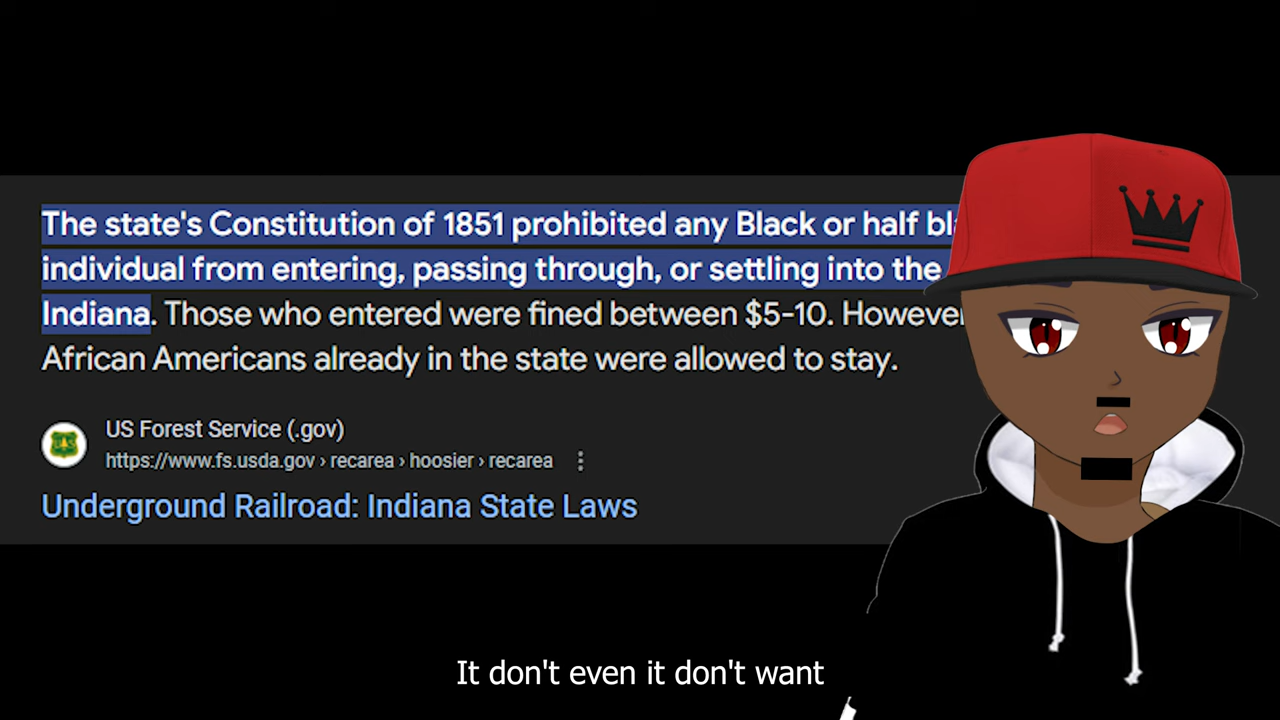 The state's Constitution of 1851 prohibited any Black or half
individual from entering, passing through, or settling into the
Indiana. Those who entered were fined between $5-10. However
African Americans already in the state were allowed to stay.
US Forest Service (.gov)
https://www.fs.usda.gov › recarea › hoosier › recarea
Underground Railroad: Indiana State Laws
It don't even it don't want